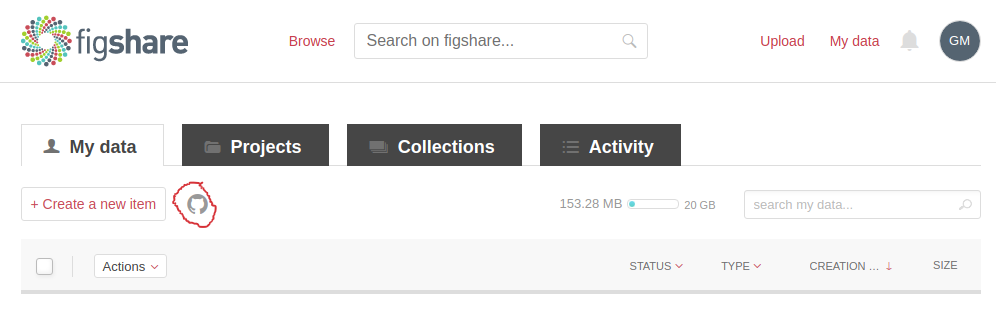 figshare Browse Search on figshare... Upload My data GM
My data Projects Collections Activity
+ Create a new item 153.28 MB 20 GB search my data...
Actions STATUS TYPE CREATION ... SIZE